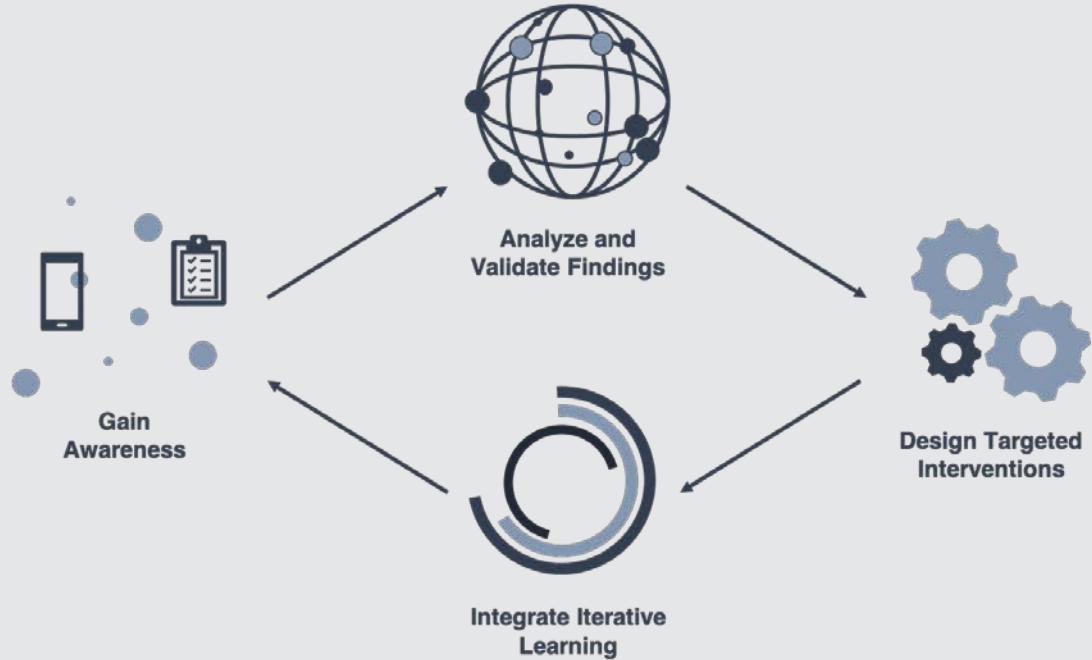 Analyze and
Validate Findings
Gain
Awareness
Design Targeted
Interventions
Integrate Iterative
Learning